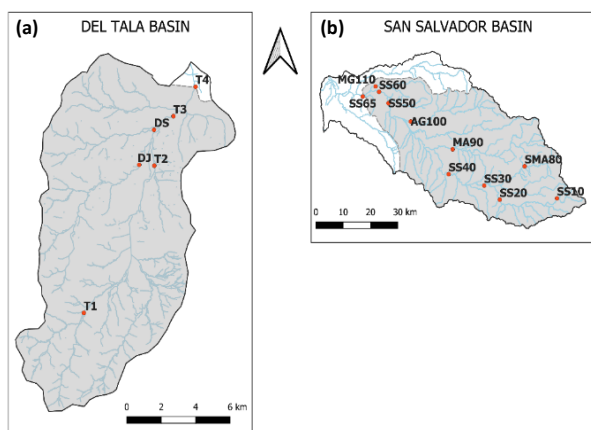 (a) DEL TALA BASIN
T4
T3
DS
DJ T2
T1
0 2 4 6 km
(b) SAN SALVADOR BASIN
MG110 SS60
SS65 SS50
AG100
MA90
SMA80
SS40
SS30
SS20 SS10
0 10 20 30 km